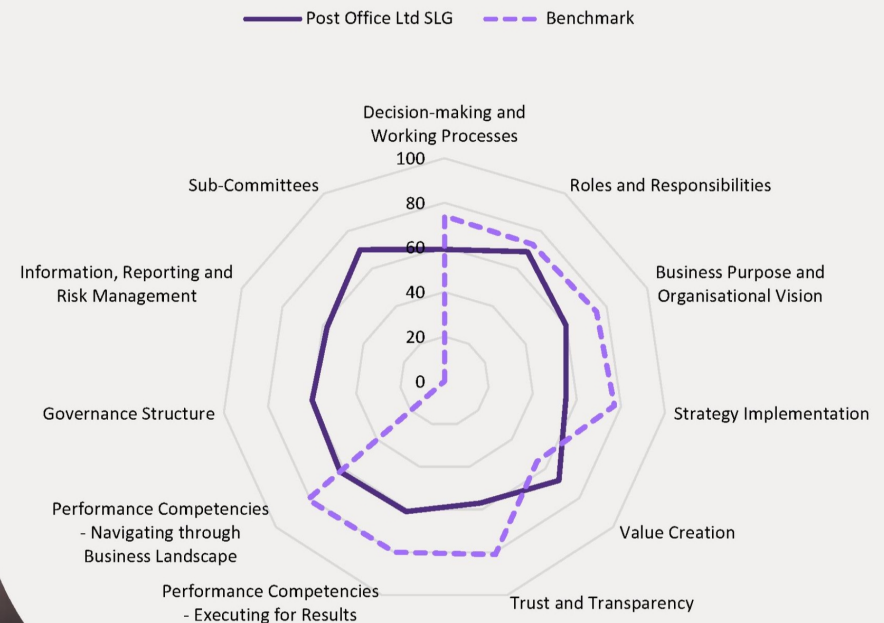 Post Office Ltd SLG
Benchmark
Decision-making and
Working Processes
100
80
60
40
20
0
Sub-Committees
Roles and Responsibilities
Information, Reporting and
Risk Management
Business Purpose and
Organisational Vision
Governance Structure
Strategy Implementation
Performance Competencies
- Navigating through
Business Landscape
Value Creation
Performance Competencies
- Executing for Results
Trust and Transparency